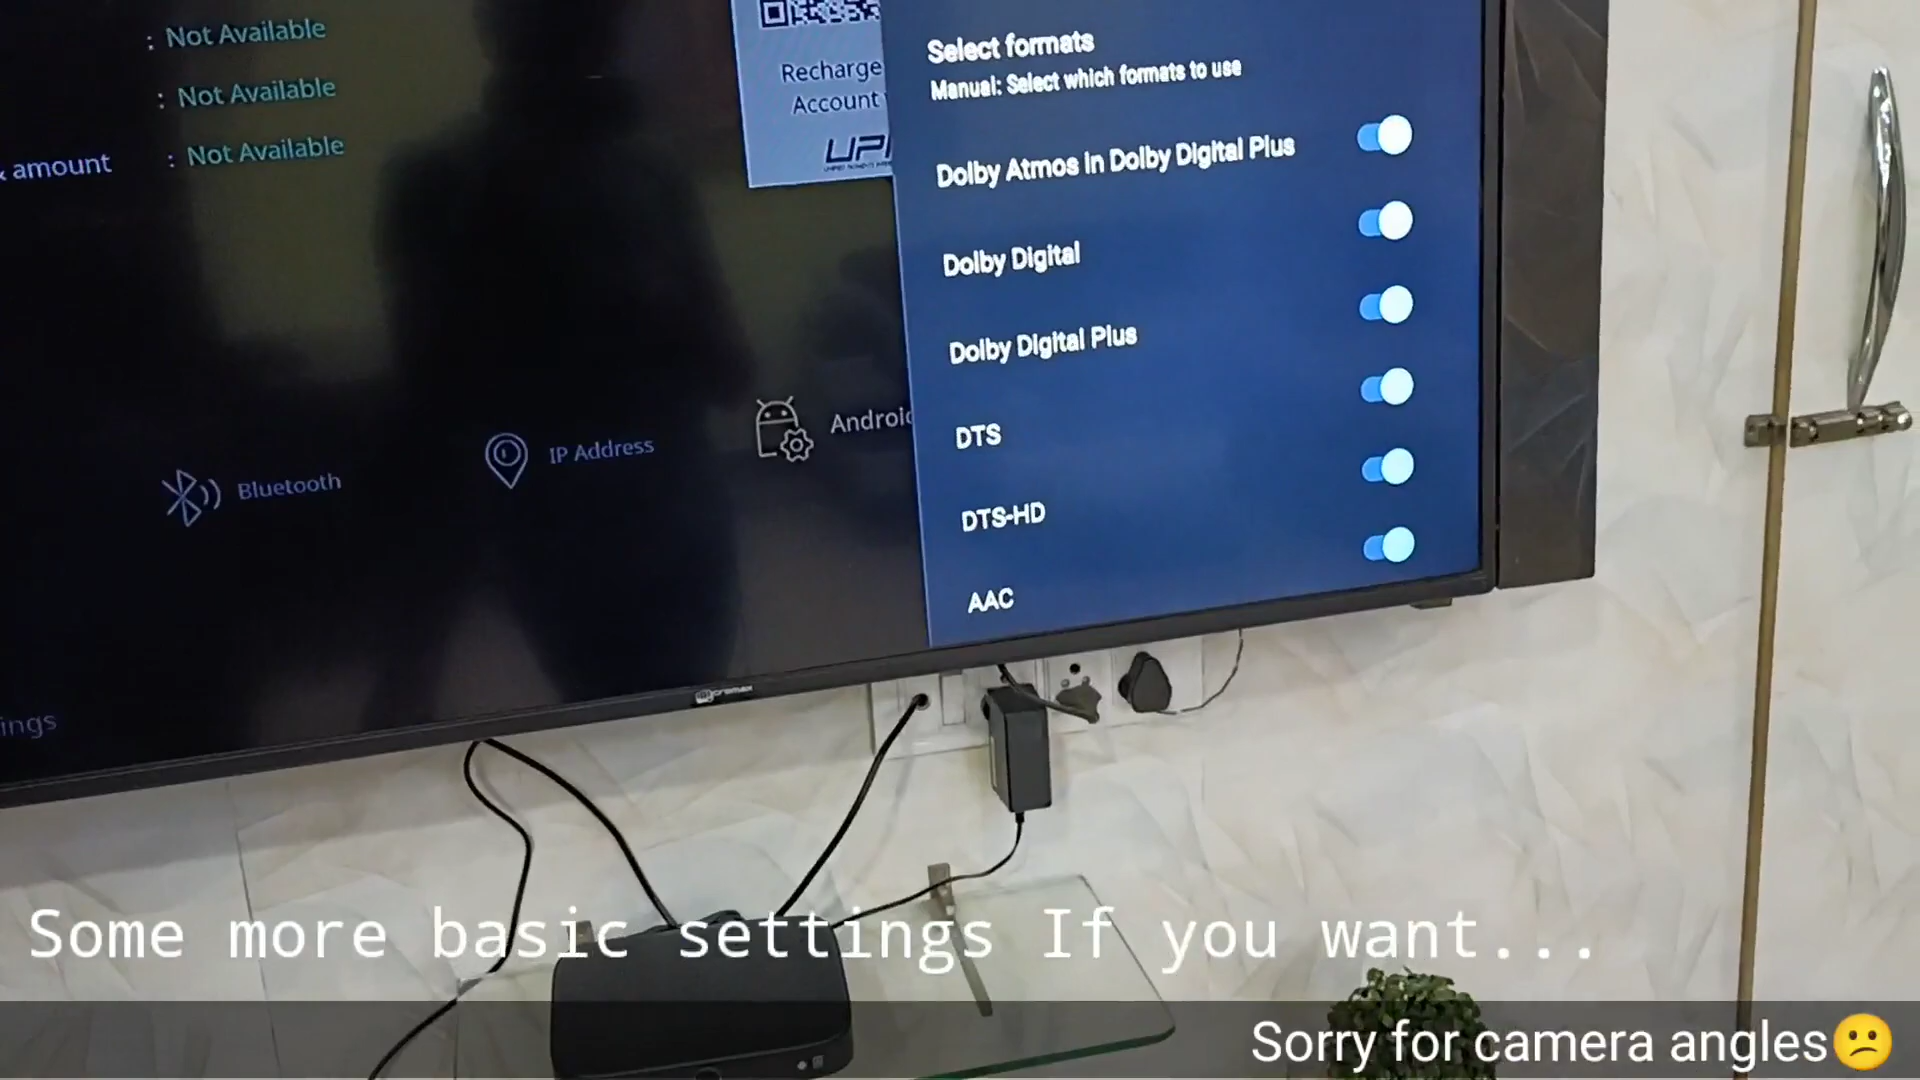 : Not Available
: Not Available
& amount : Not Available
Recharge
Account
UPI
Select formats
Manual: Select which formats to use
Dolby Atmos in Dolby Digital Plus
Dolby Digital
Dolby Digital Plus
DTS
DTS-HD
AAC
Bluetooth
IP Address
Android
ings
Micromax
Some more basic settings If you want...
Sorry for camera angles😕